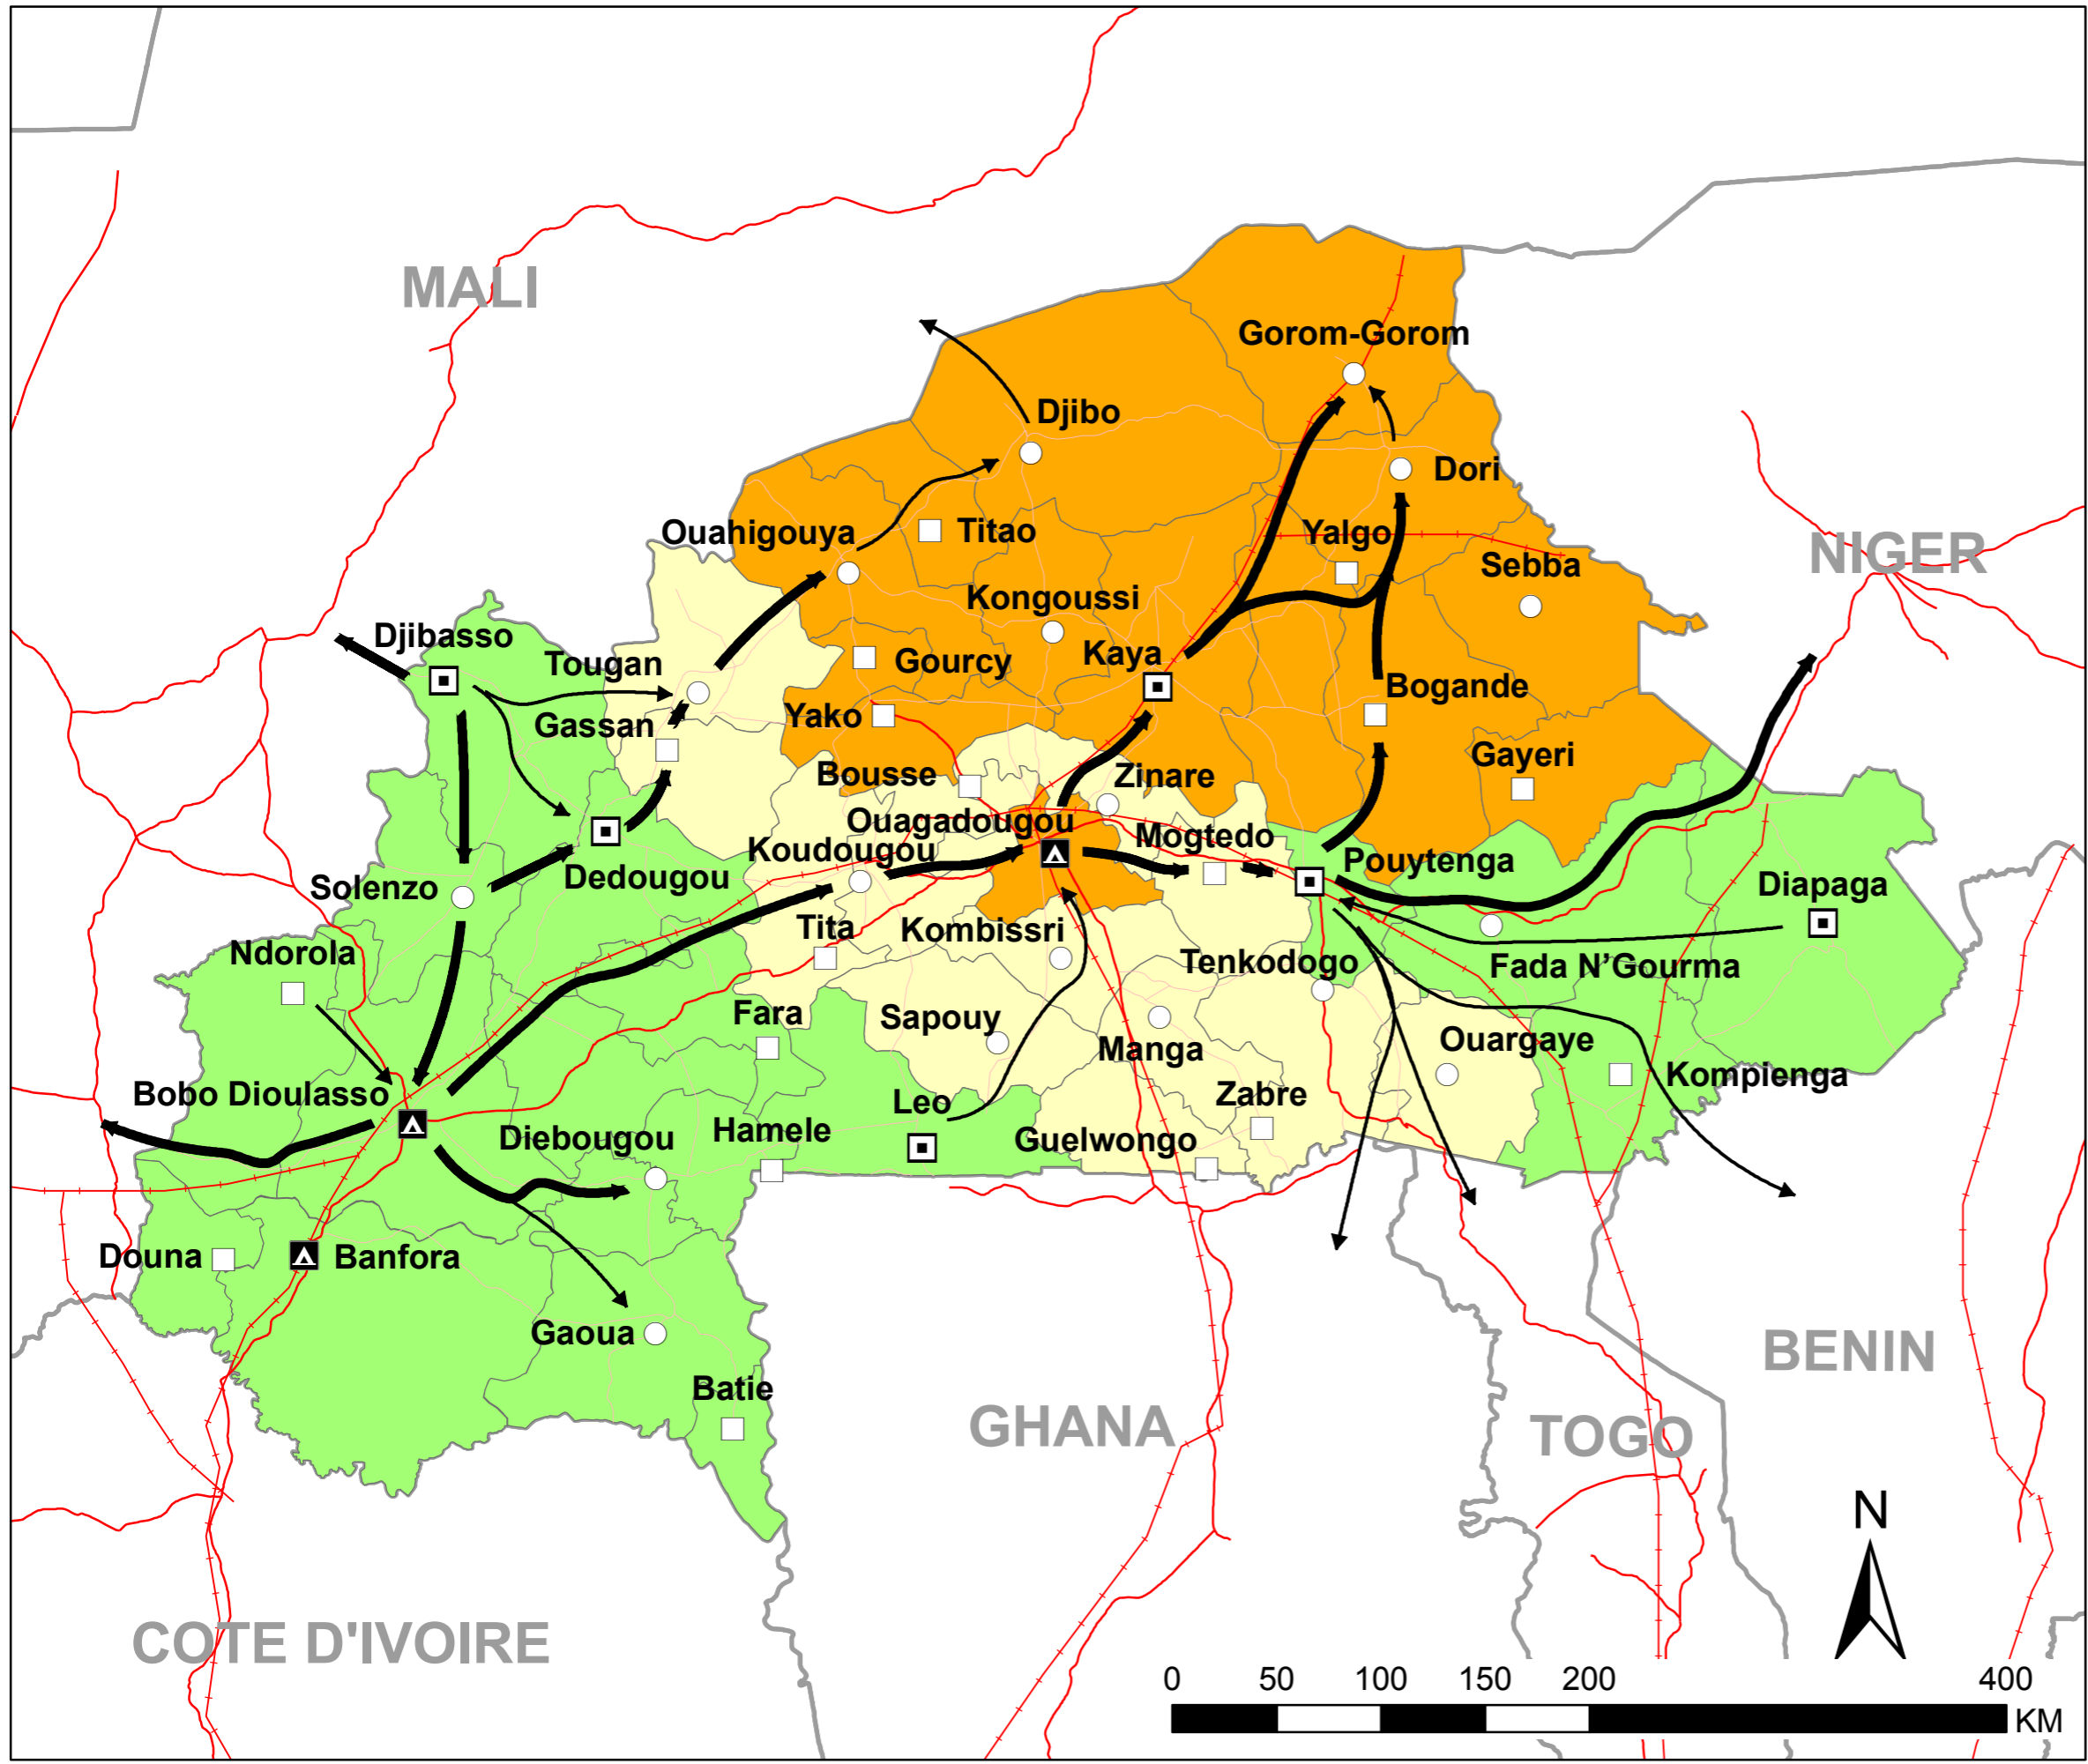 MALI
Gorom-Gorom
Djibo
Dori
Ouahigouya
Titao
Yalgo
NIGER
Sebba
Kongoussi
Djibasso
Tougan
Gourcy
Kaya
Bogande
Gassan
Yako
Gayeri
Bousse
Zinare
Ouagadougou
Mogtedo
Koudougou
Pouytenga
Solenzo
Dedougou
Diapaga
Tita
Kombissri
Ndorola
Tenkodogo
Fada N’Gourma
Fara
Sapouy
Manga
Ouargaye
Kompienga
Bobo Dioulasso
Leo
Zabre
Diebougou
Hamele
Guelwongo
Douna
Banfora
Gaoua
BENIN
Batie
GHANA
TOGO
N
COTE D'IVOIRE
0 50 100 150 200 400
KM